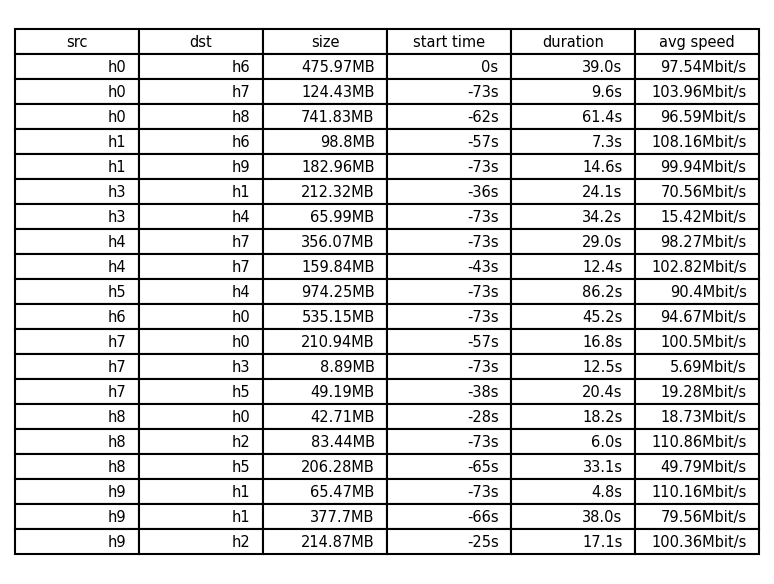 src dst size start time duration avg speed
h0 h6 475.97MB 0s 39.0s 97.54Mbit/s
h0 h7 124.43MB -73s 9.6s 103.96Mbit/s
h0 h8 741.83MB -62s 61.4s 96.59Mbit/s
h1 h6 98.8MB -57s 7.3s 108.16Mbit/s
h1 h9 182.96MB -73s 14.6s 99.94Mbit/s
h3 h1 212.32MB -36s 24.1s 70.56Mbit/s
h3 h4 65.99MB -73s 34.2s 15.42Mbit/s
h4 h7 356.07MB -73s 29.0s 98.27Mbit/s
h4 h7 159.84MB -43s 12.4s 102.82Mbit/s
h5 h4 974.25MB -73s 86.2s 90.4Mbit/s
h6 h0 535.15MB -73s 45.2s 94.67Mbit/s
h7 h0 210.94MB -57s 16.8s 100.5Mbit/s
h7 h3 8.89MB -73s 12.5s 5.69Mbit/s
h7 h5 49.19MB -38s 20.4s 19.28Mbit/s
h8 h0 42.71MB -28s 18.2s 18.73Mbit/s
h8 h2 83.44MB -73s 6.0s 110.86Mbit/s
h8 h5 206.28MB -65s 33.1s 49.79Mbit/s
h9 h1 65.47MB -73s 4.8s 110.16Mbit/s
h9 h1 377.7MB -66s 38.0s 79.56Mbit/s
h9 h2 214.87MB -25s 17.1s 100.36Mbit/s